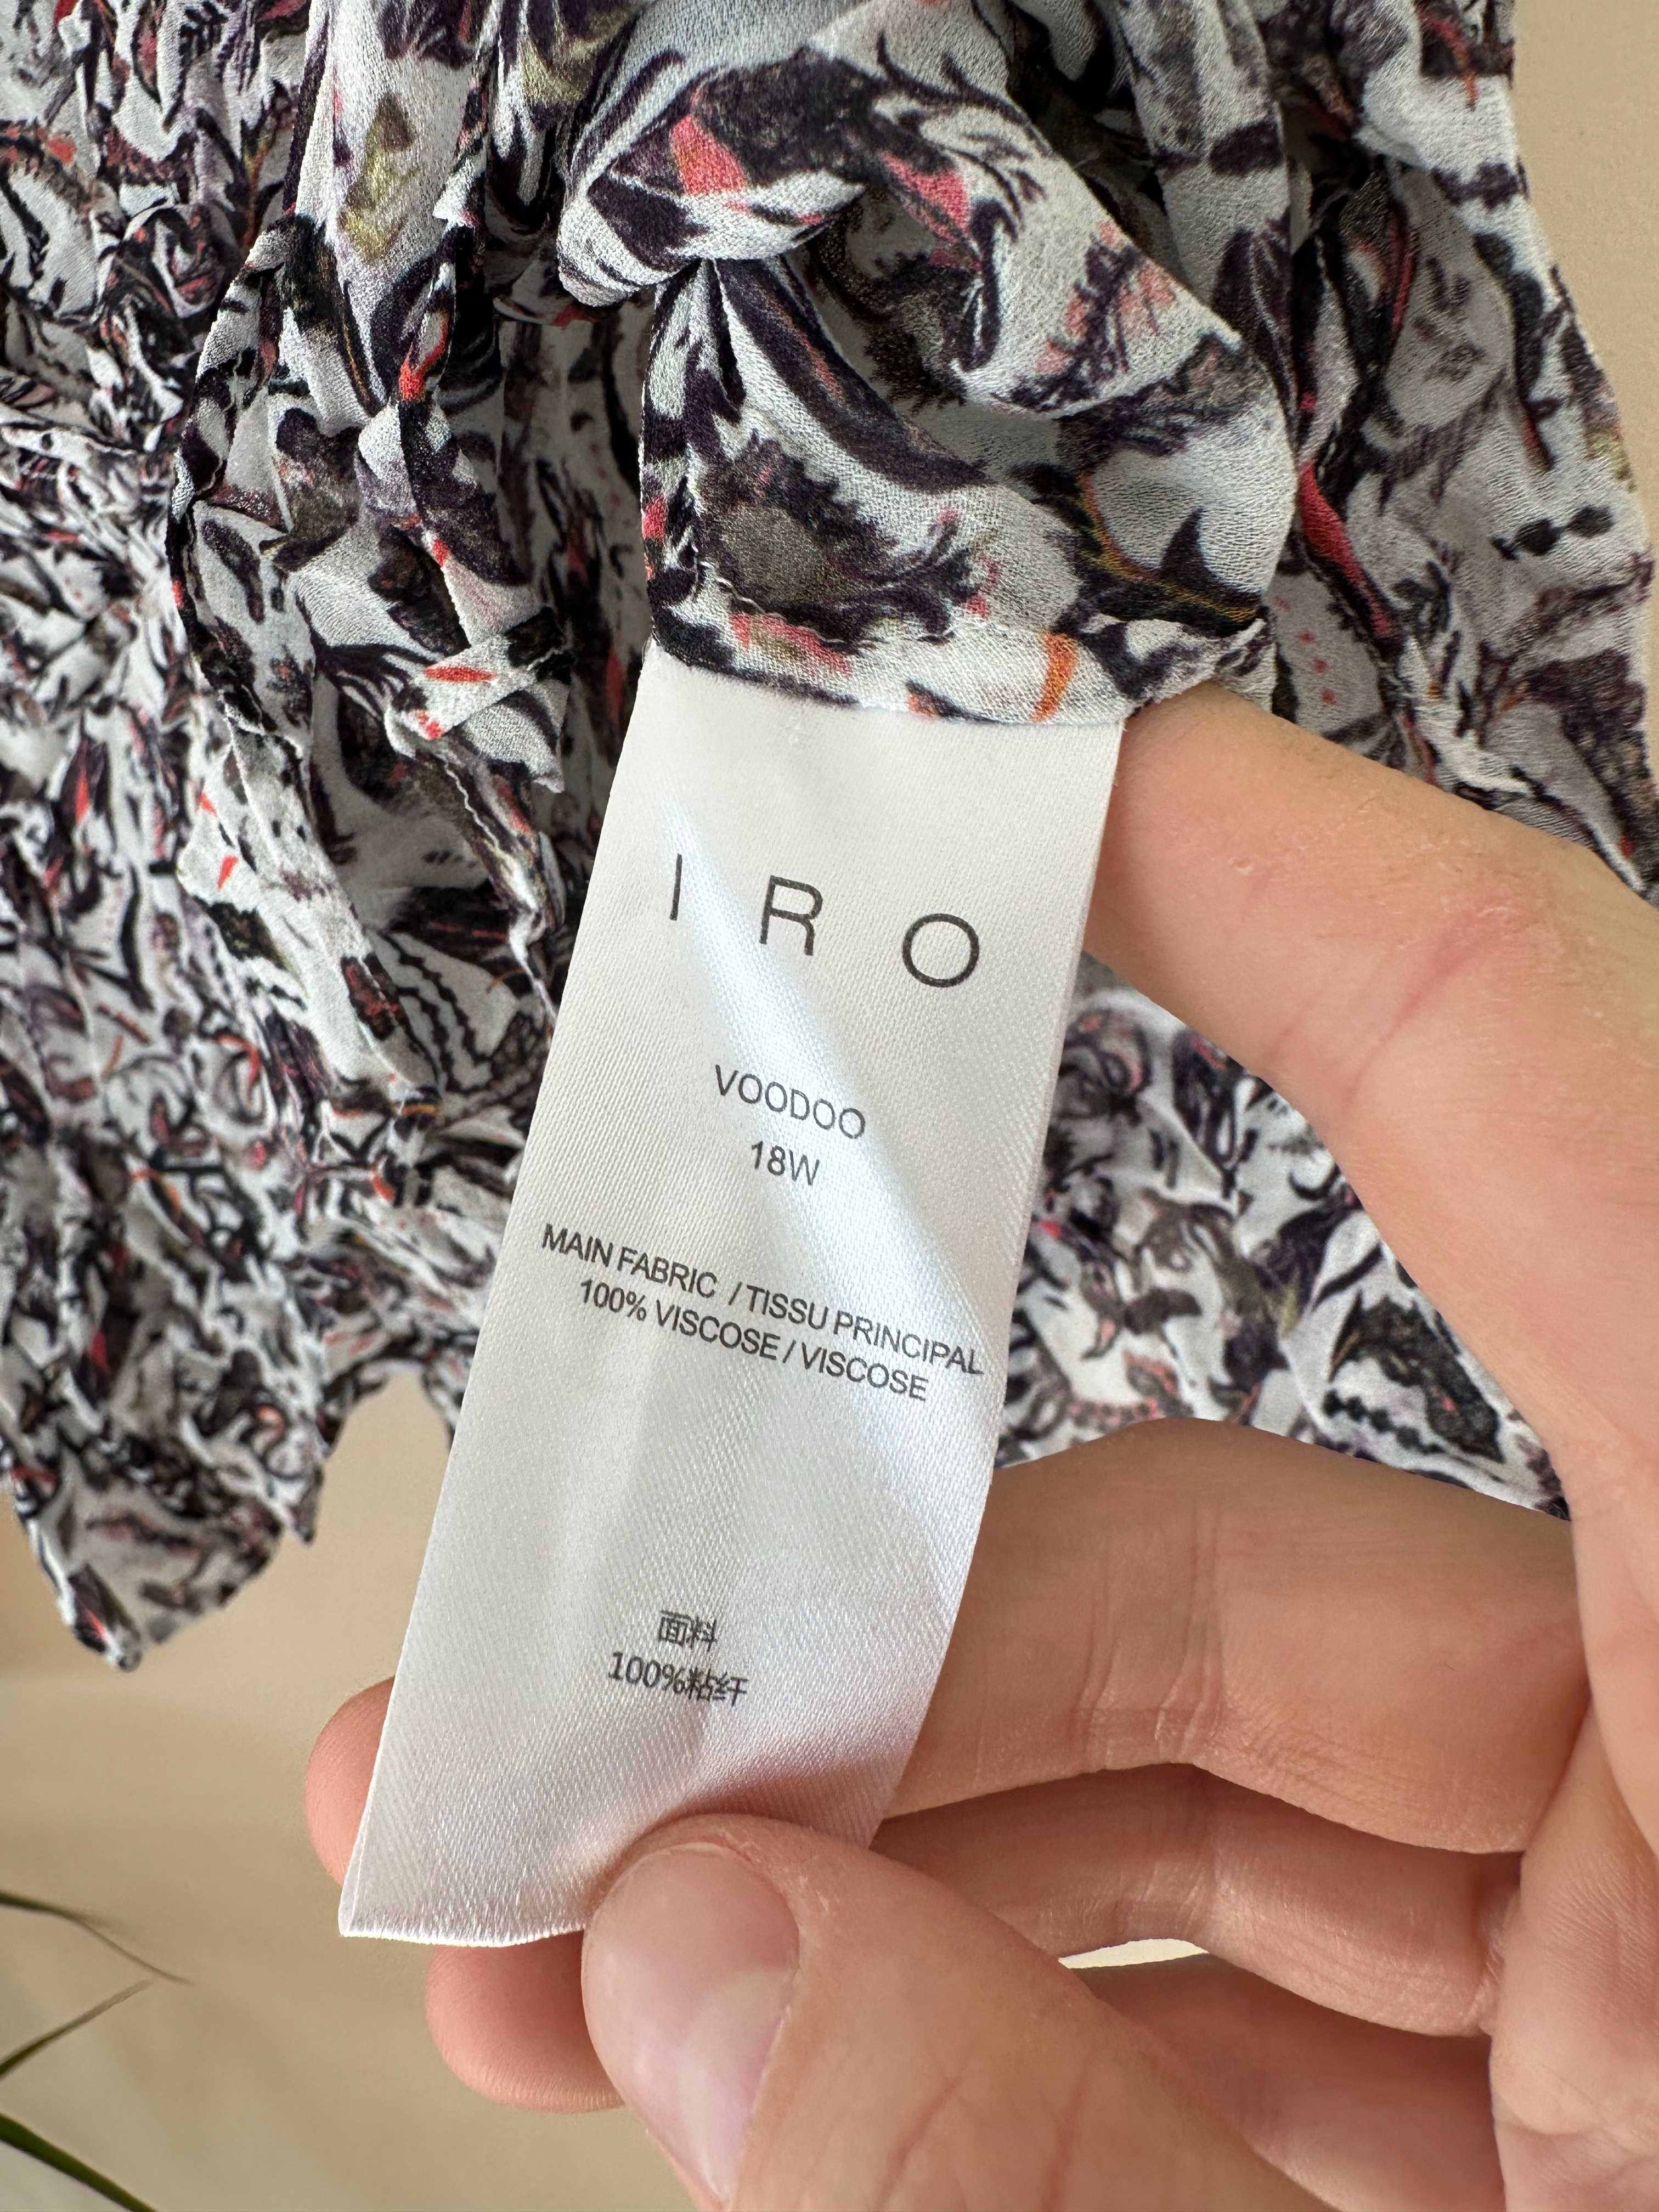 IRO
VOODOO
18W
MAIN FABRIC / TISSU PRINCIPAL
100% VISCOSE / VISCOSE
面料
100%粘纤